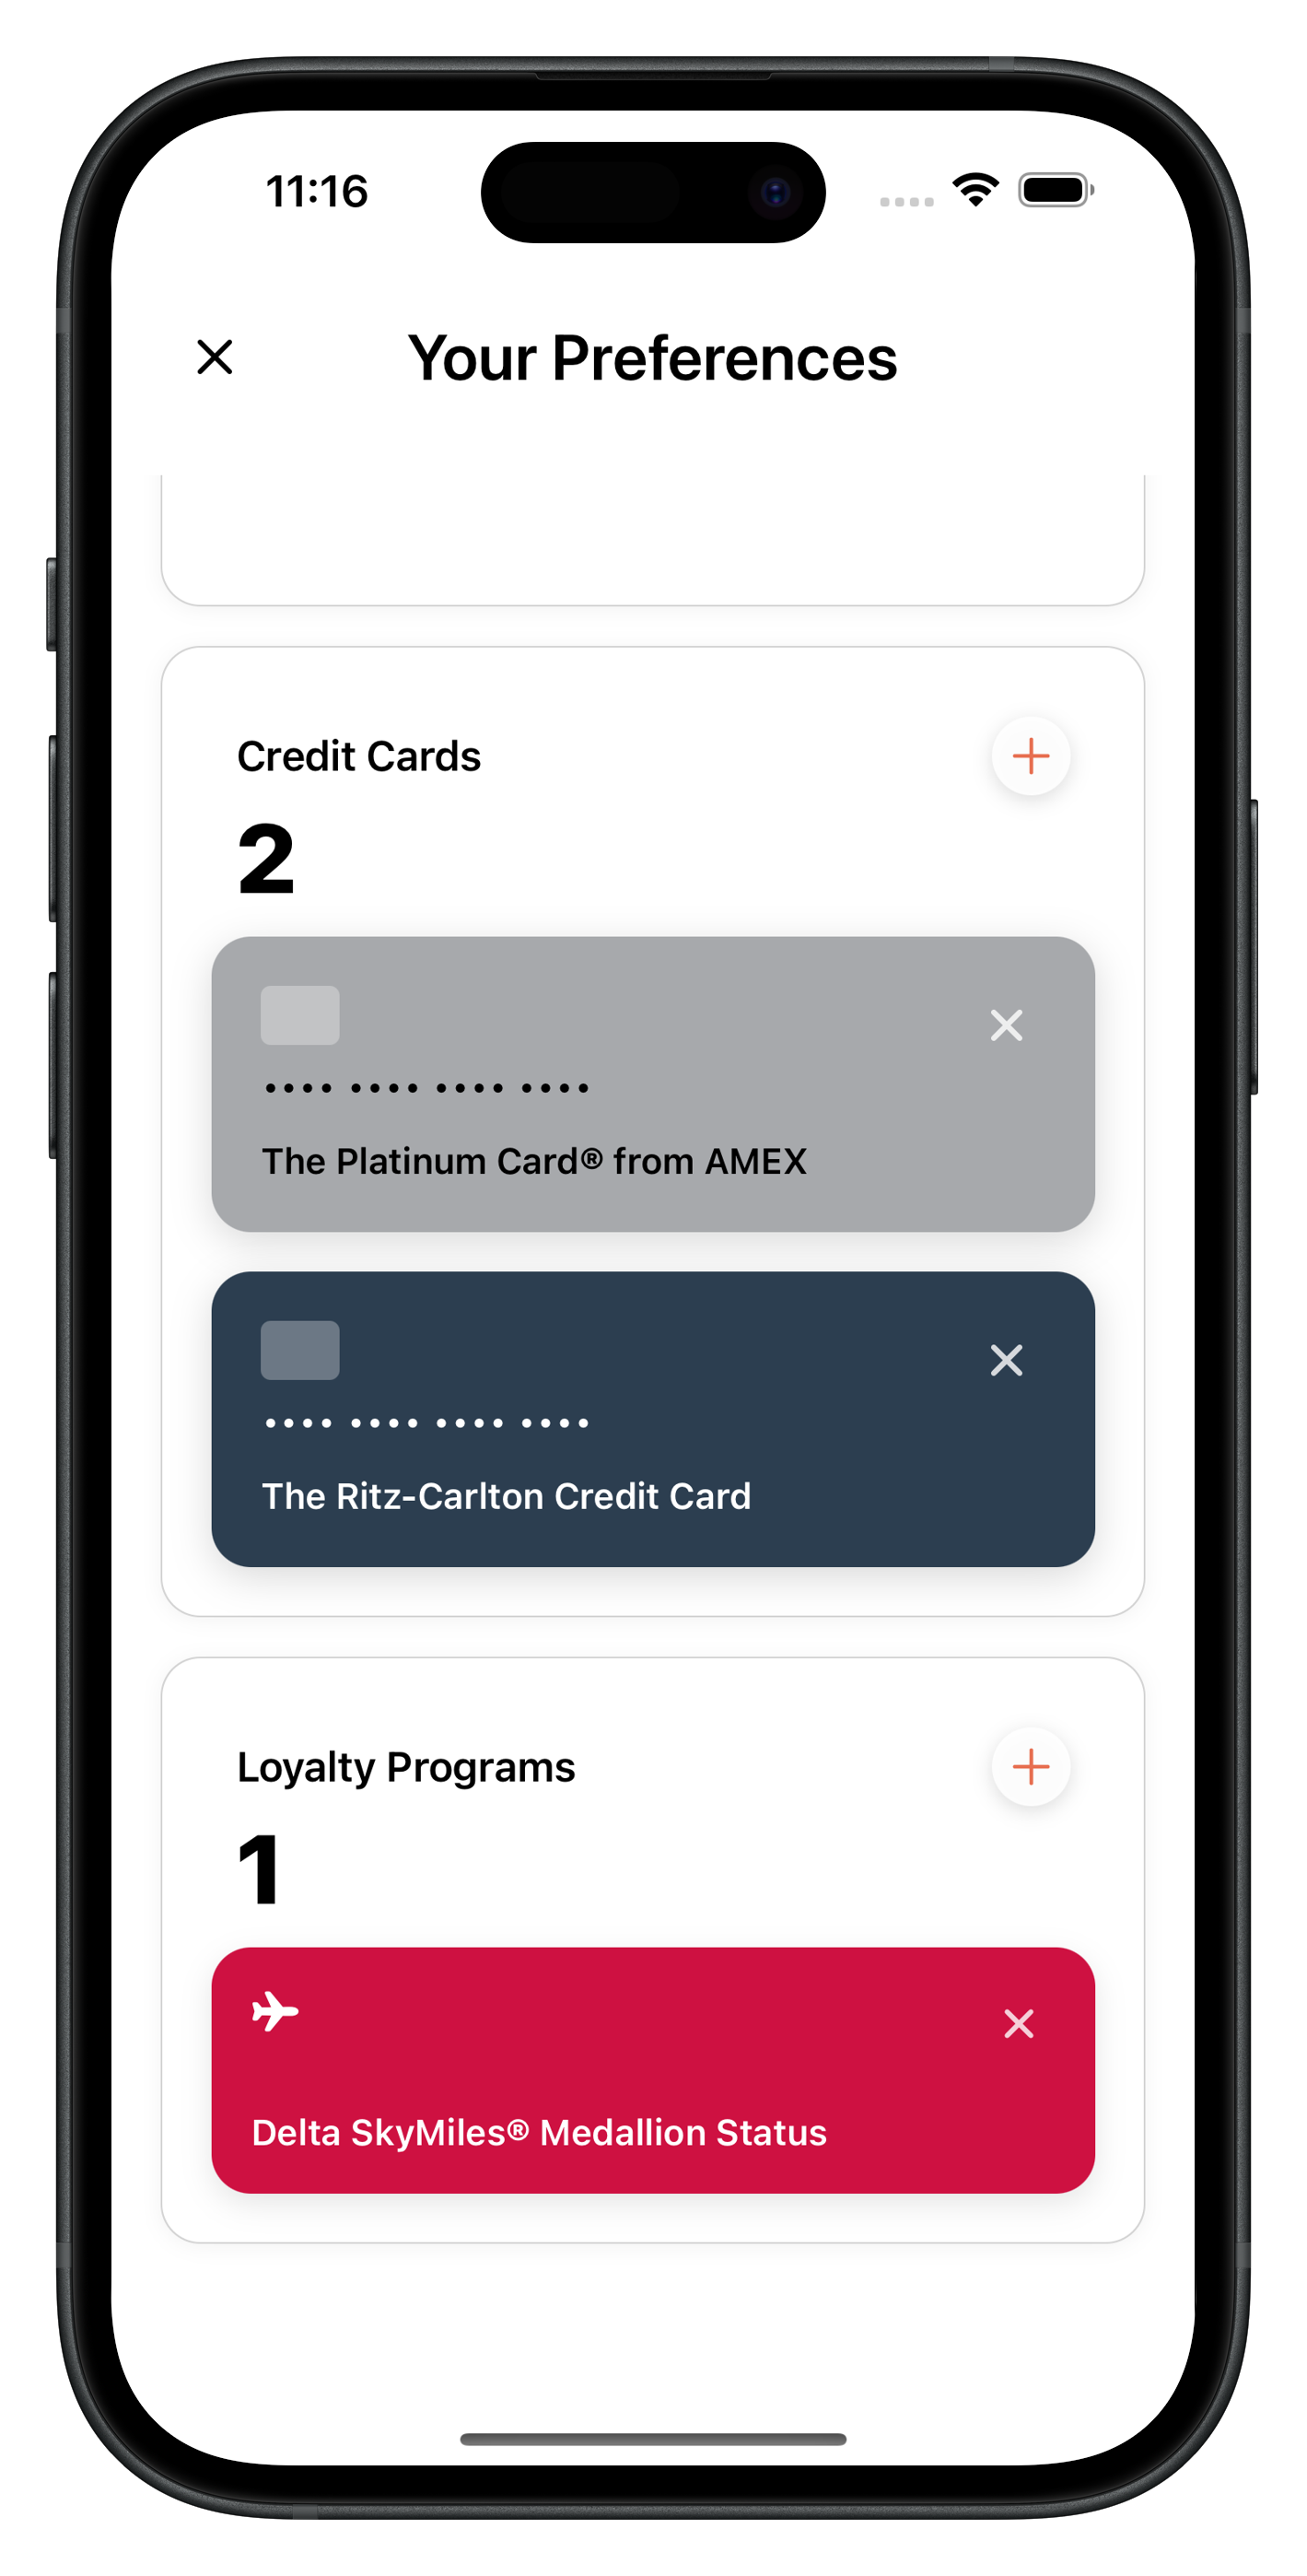 11:16
Your Preferences
Credit Cards
2
•••• •••• •••• ••••
The Platinum Card® from AMEX
•••• •••• •••• ••••
The Ritz-Carlton Credit Card
Loyalty Programs
1
Delta SkyMiles® Medallion Status